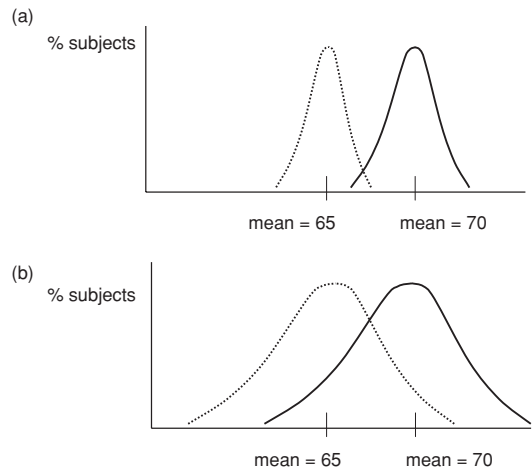 (a)
% subjects
mean = 65 mean = 70
(b)
% subjects
mean = 65 mean = 70